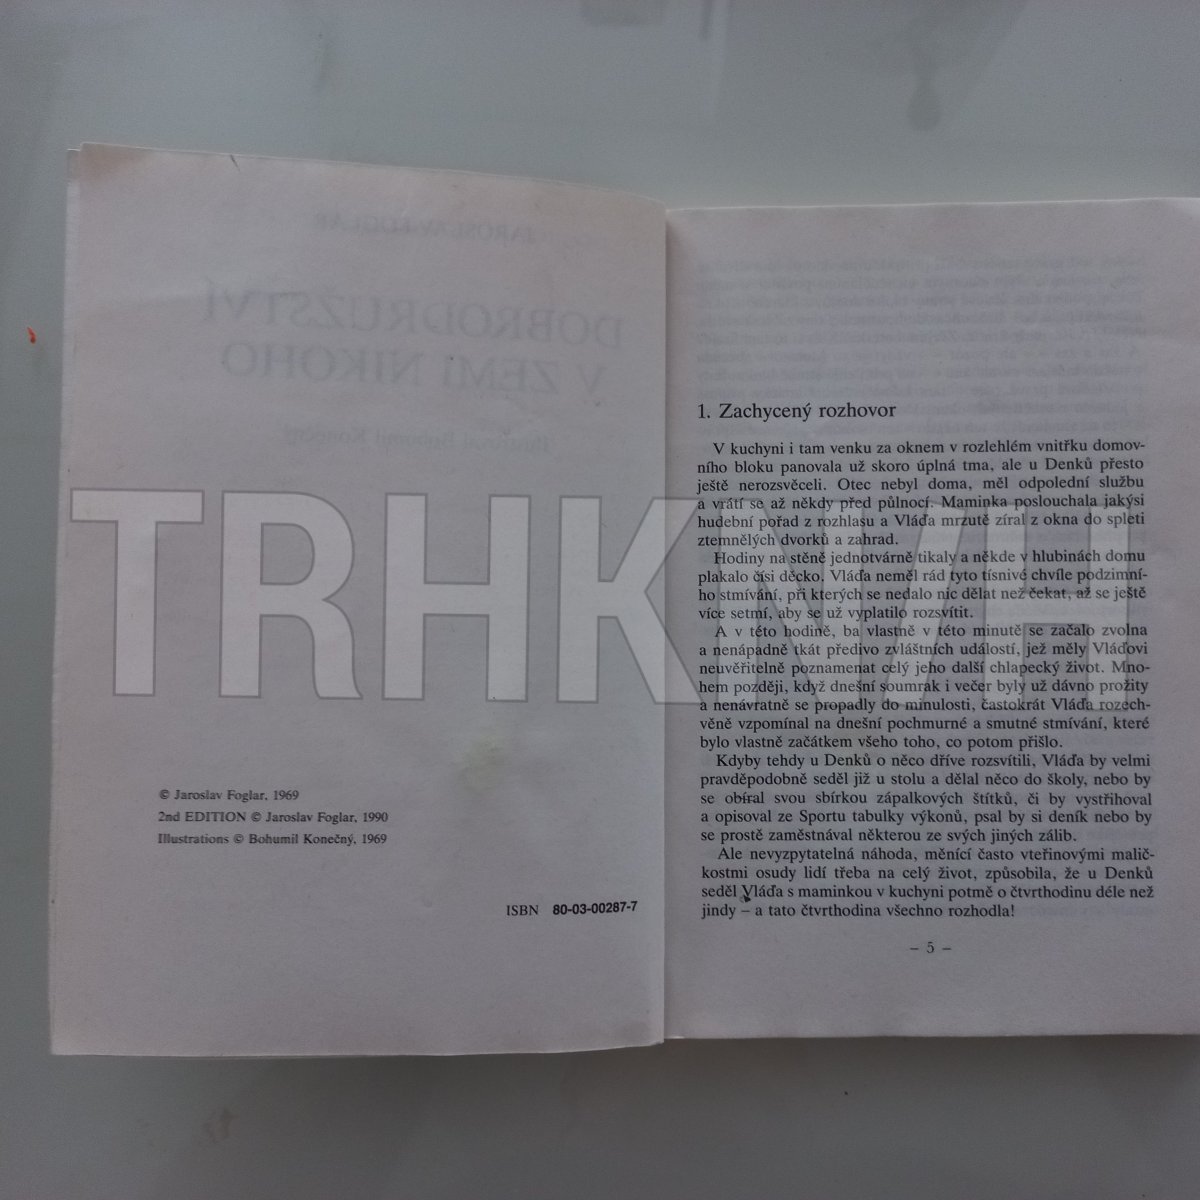 JAROSLAV FOGLAR
DOBRODRUŽSTVÍ
V ZEMI NIKOHO
Ilustroval Bohumil Konečný
© Jaroslav Foglar, 1969
2nd EDITION © Jaroslav Foglar, 1990
Illustrations © Bohumil Konečný, 1969
ISBN 80-03-00287-7
TRHKNIH
1. Zachycený rozhovor
V kuchyni i tam venku za oknem v rozlehlém vnitřku domov-
ního bloku panovala už skoro úplná tma, ale u Denků přesto
ještě nerozsvěceli. Otec nebyl doma, měl odpolední službu
a vrátí se až někdy před půlnocí. Maminka poslouchala jakýsi
hudební pořad z rozhlasu a Vláďa mrzutě zíral z okna do spleti
ztemnělých dvorků a zahrad.
Hodiny na stěně jednotvárně tikaly a někde v hlubinách domu
plakalo čísi děcko. Vláďa neměl rád tyto tísnivé chvíle podzimní-
ho stmívání, při kterých se nedalo nic dělat než čekat, až se ještě
více setmí, aby se už vyplatilo rozsvítit.
A v této hodině, ba vlastně v této minutě se začalo zvolna
a nenápadně tkát předivo zvláštních událostí, jež měly Vláďovi
neuvěřitelně poznamenat celý jeho další chlapecký život. Mno-
hem později, když dnešní soumrak i večer byly už dávno prožity
a nenávratně se propadly do minulosti, častokrát Vláďa rozech-
věně vzpomínal na dnešní pochmurné a smutné stmívání, které
bylo vlastně začátkem všeho toho, co potom přišlo.
Kdyby tehdy u Denků o něco dříve rozsvítili, Vláďa by velmi
pravděpodobně seděl již u stolu a dělal něco do školy, nebo by
se obíral svou sbírkou zápalkových štítků, či by vystřihoval
a opisoval ze Sportu tabulky výkonů, psal by si deník nebo by
se prostě zaměstnával některou ze svých jiných zálib.
Ale nevyzpytatelná náhoda, měnící často vteřinovými malič-
kostmi osudy lidí třeba na celý život, způsobila, že u Denků
seděl Vláďa s maminkou v kuchyni potmě o čtvrthodinu déle než
jindy – a tato čtvrthodina všechno rozhodla!
– 5 –